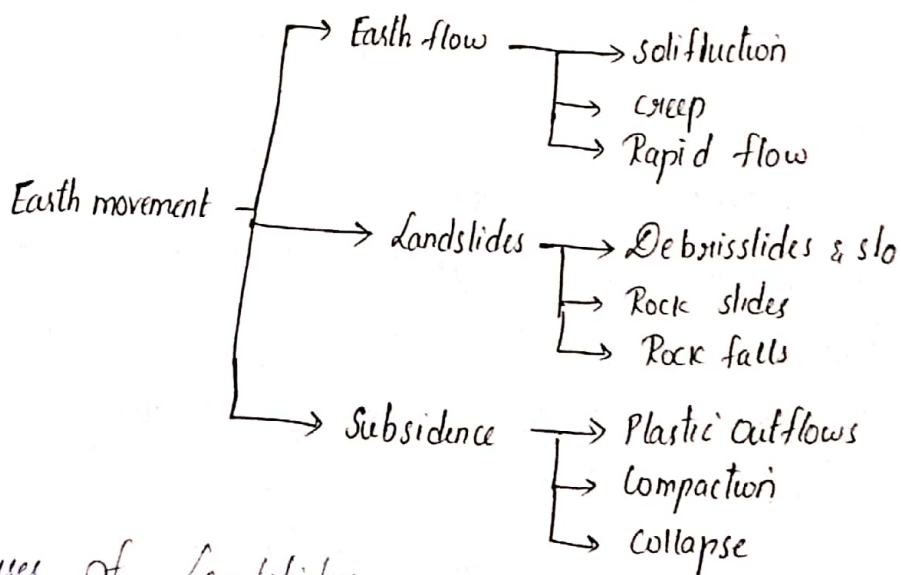 Earth flow
solifluction
creep
Rapid flow
Earth movement
Landslides
Debrisslides & slo
Rock slides
Rock falls
Subsidence
Plastic outflows
Compaction
Collapse
of